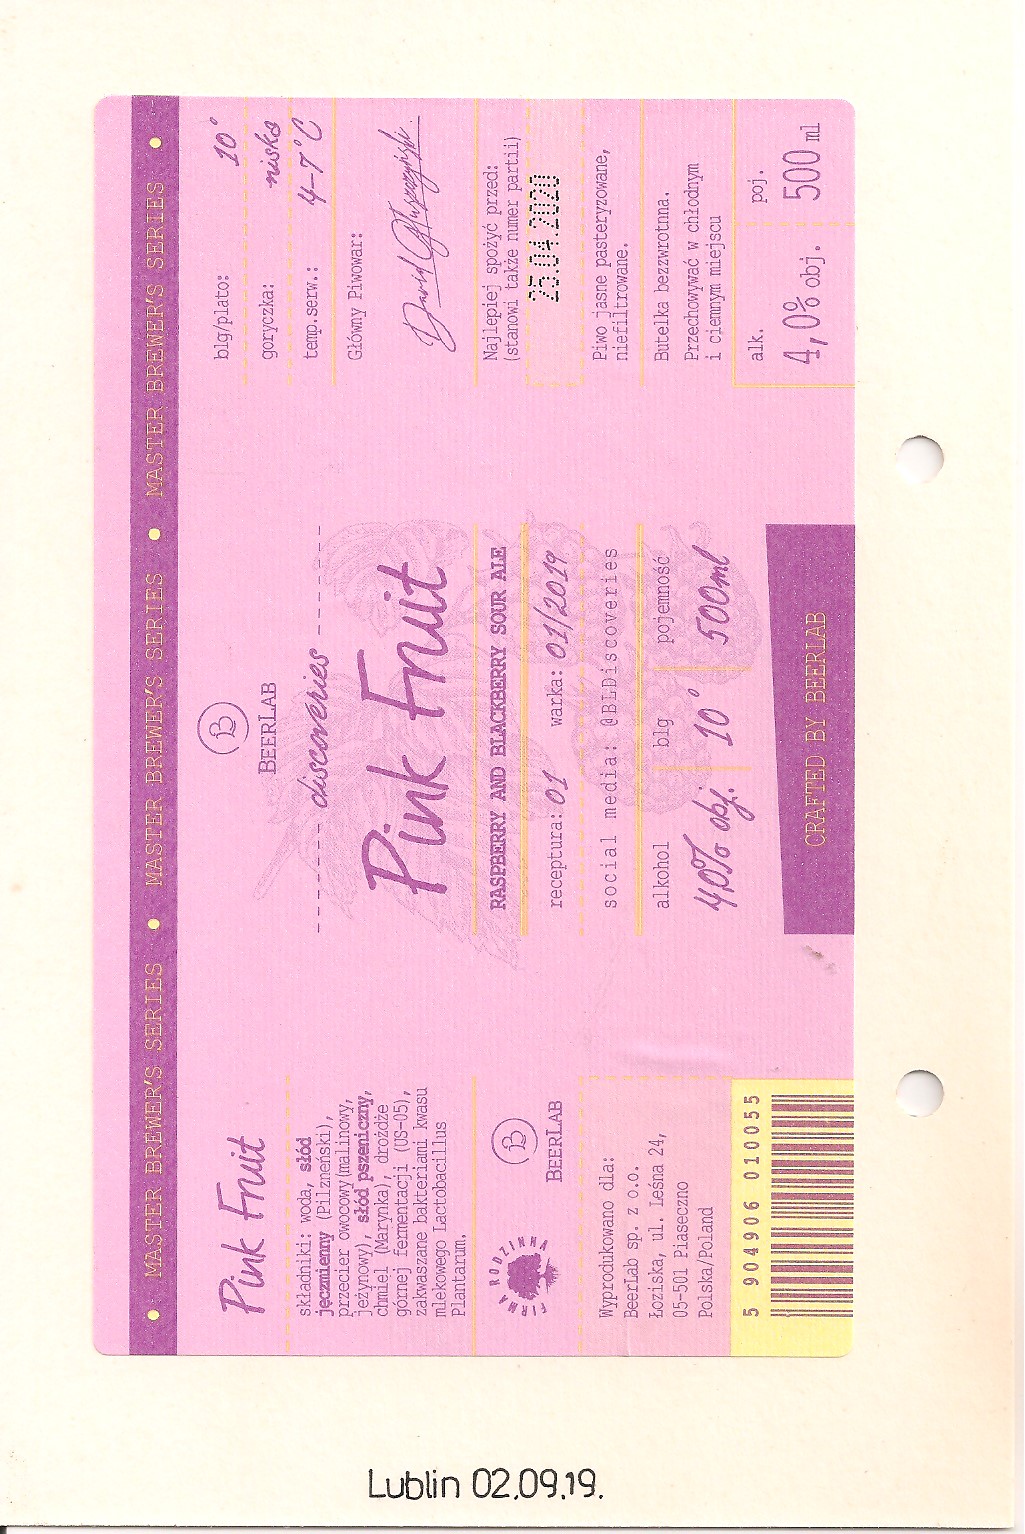 MASTER BREWER'S SERIES • MASTER BREWER'S SERIES • MASTER BREWER'S SERIES
Pink Fruit
składniki: woda, słód
jęczmienny (Pilzneński),
przecier owocowy(malinowy,
jeżynowy), słód pszeniczny,
chmiel (Marynka), drożdże
górnej fermentacji (US-05),
zakwaszane bakteriami kwasu
mlekowego Lactobacillus
Plantarum.
FIRMA RODZINNA
B
BEERLAB
Wyprodukowano dla:
BeerLab sp. z o.o.
Łoziska, ul. Leśna 24,
05-501 Piaseczno
Polska/Poland
5 904906 010055
B
BEERLAB
discoveries
Pink Fruit
RASPBERRY AND BLACKBERRY SOUR ALE
receptura: 01 warka: 01/2019
social media: @BLDiscoveries
alkohol blg pojemność
4,0% obj. 10° 500ml
CRAFTED BY BEERLAB
blg/plato: 10°
goryczka: niska
temp.serw.: 4-7°C
Główny Piwowar:
Najlepiej spożyć przed:
(stanowi także numer partii)
25.04.2020
Piwo jasne pasteryzowane,
niefiltrowane.
Butelka bezzwrotnna.
Przechowywać w chłodnym
i ciemnym miejscu
alk. poj.
4,0% obj. 500 ml
Lublin 02.09.19.